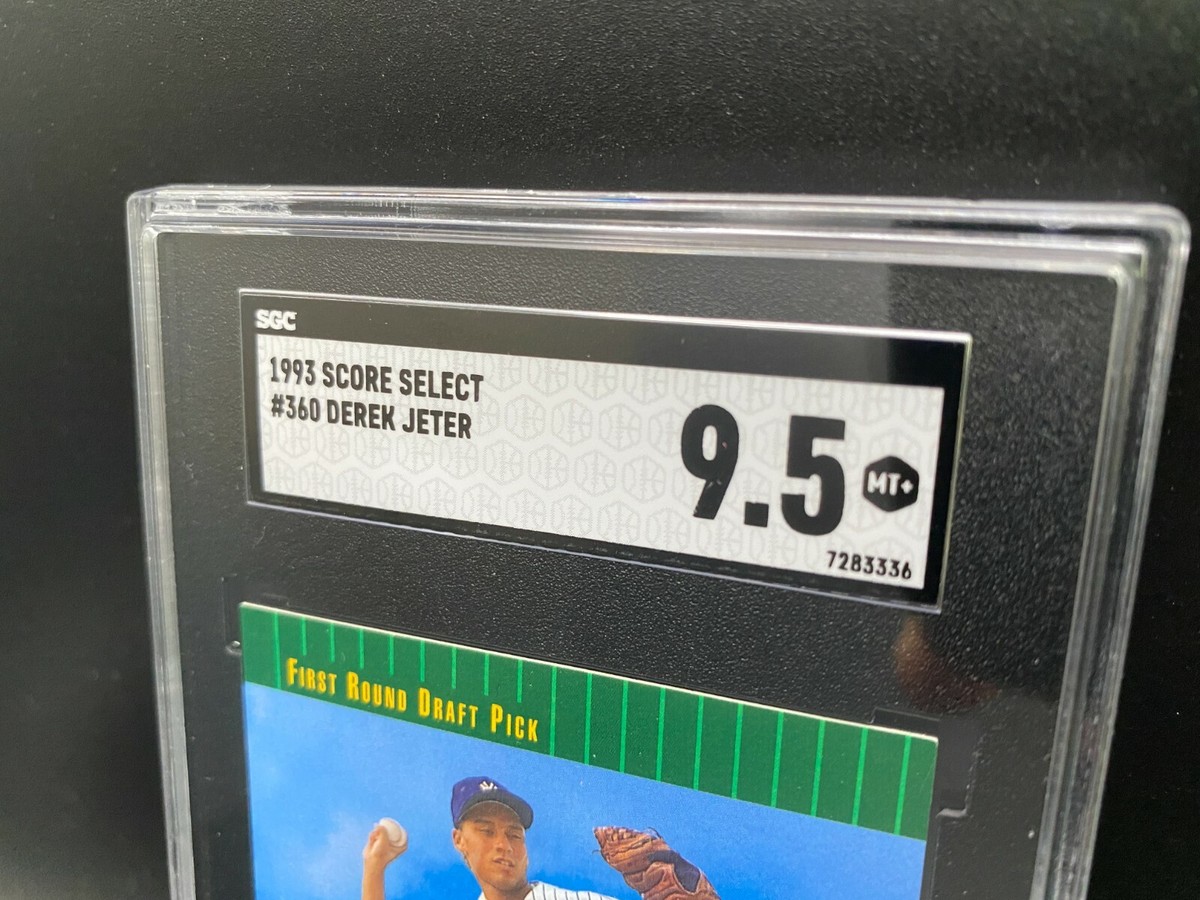 SGC
1993 SCORE SELECT
#360 DEREK JETER
9.5
MT+
7283336
FIRST ROUND DRAFT PICK